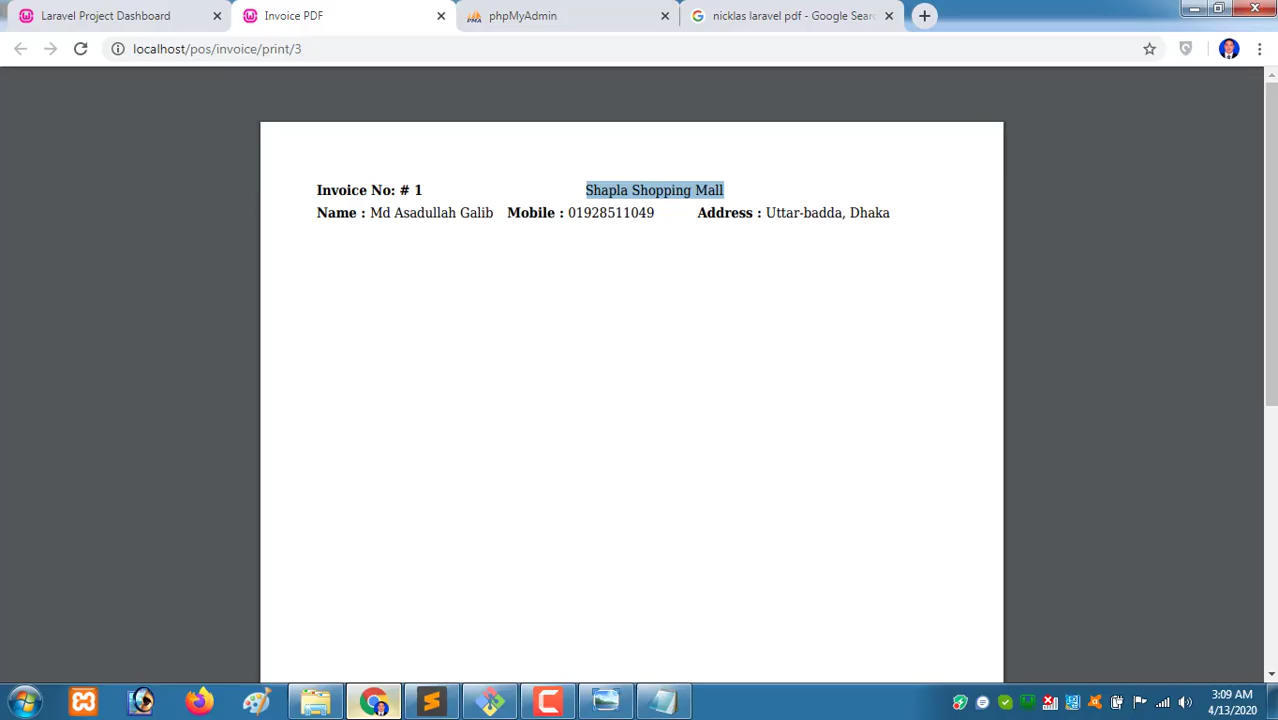 Laravel Project Dashboard
Invoice PDF
phpMyAdmin
nicklas laravel pdf - Google Sear
localhost/pos/invoice/print/3
Invoice No: # 1 Shapla Shopping Mall
Name : Md Asadullah Galib Mobile : 01928511049 Address : Uttar-badda, Dhaka
3:09 AM
4/13/2020